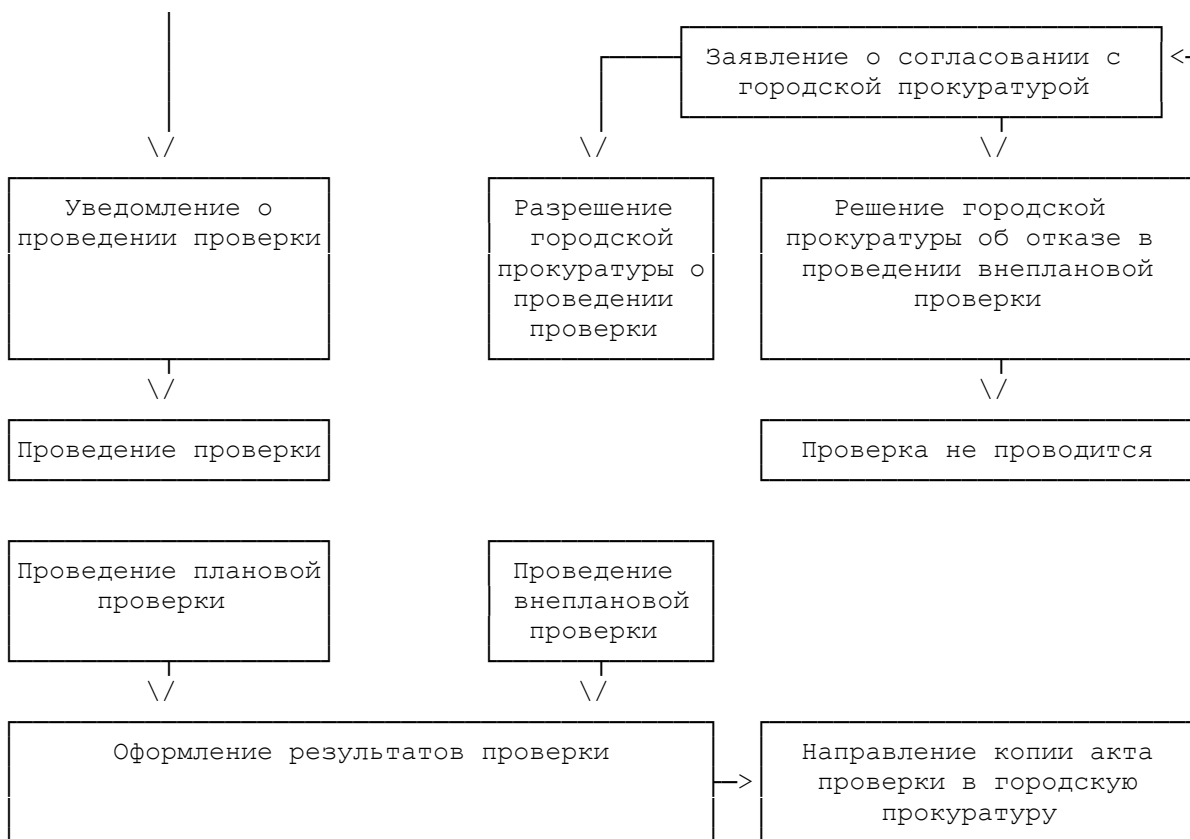 Заявление о согласовании с
городской прокуратурой
Уведомление о
проведении проверки
Разрешение
городской
прокуратуры о
проведении
проверки
Решение городской
прокуратуры об отказе в
проведении внеплановой
проверки
Проведение проверки
Проверка не проводится
Проведение плановой
проверки
Проведение
внеплановой
проверки
Оформление результатов проверки
Направление копии акта
проверки в городскую
прокуратуру